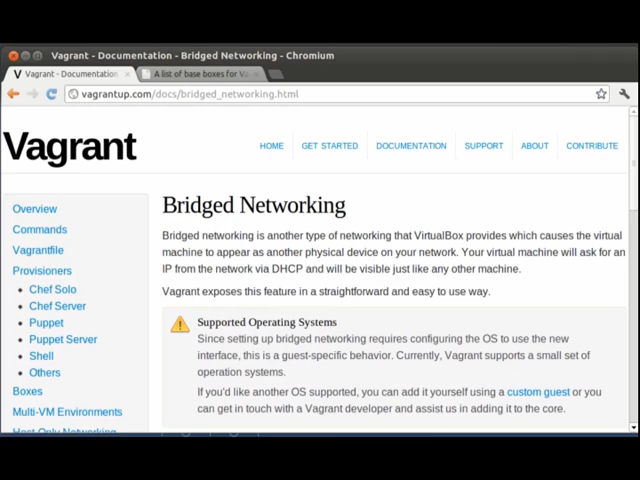 Vagrant - Documentation - Bridged Networking - Chromium
V Vagrant - Documentation
A list of base boxes for Va
vagrantup.com/docs/bridged_networking.html
Vagrant
HOME
GET STARTED
DOCUMENTATION
SUPPORT
ABOUT
CONTRIBUTE
Overview
Commands
Vagrantfile
Provisioners
Chef Solo
Chef Server
Puppet
Puppet Server
Shell
Others
Boxes
Multi-VM Environments
Host-Only Networking
Bridged Networking
Bridged networking is another type of networking that VirtualBox provides which causes the virtual
machine to appear as another physical device on your network. Your virtual machine will ask for an
IP from the network via DHCP and will be visible just like any other machine.
Vagrant exposes this feature in a straightforward and easy to use way.
Supported Operating Systems
Since setting up bridged networking requires configuring the OS to use the new
interface, this is a guest-specific behavior. Currently, Vagrant supports a small set of
operation systems.
If you'd like another OS supported, you can add it yourself using a custom guest or you
can get in touch with a Vagrant developer and assist us in adding it to the core.